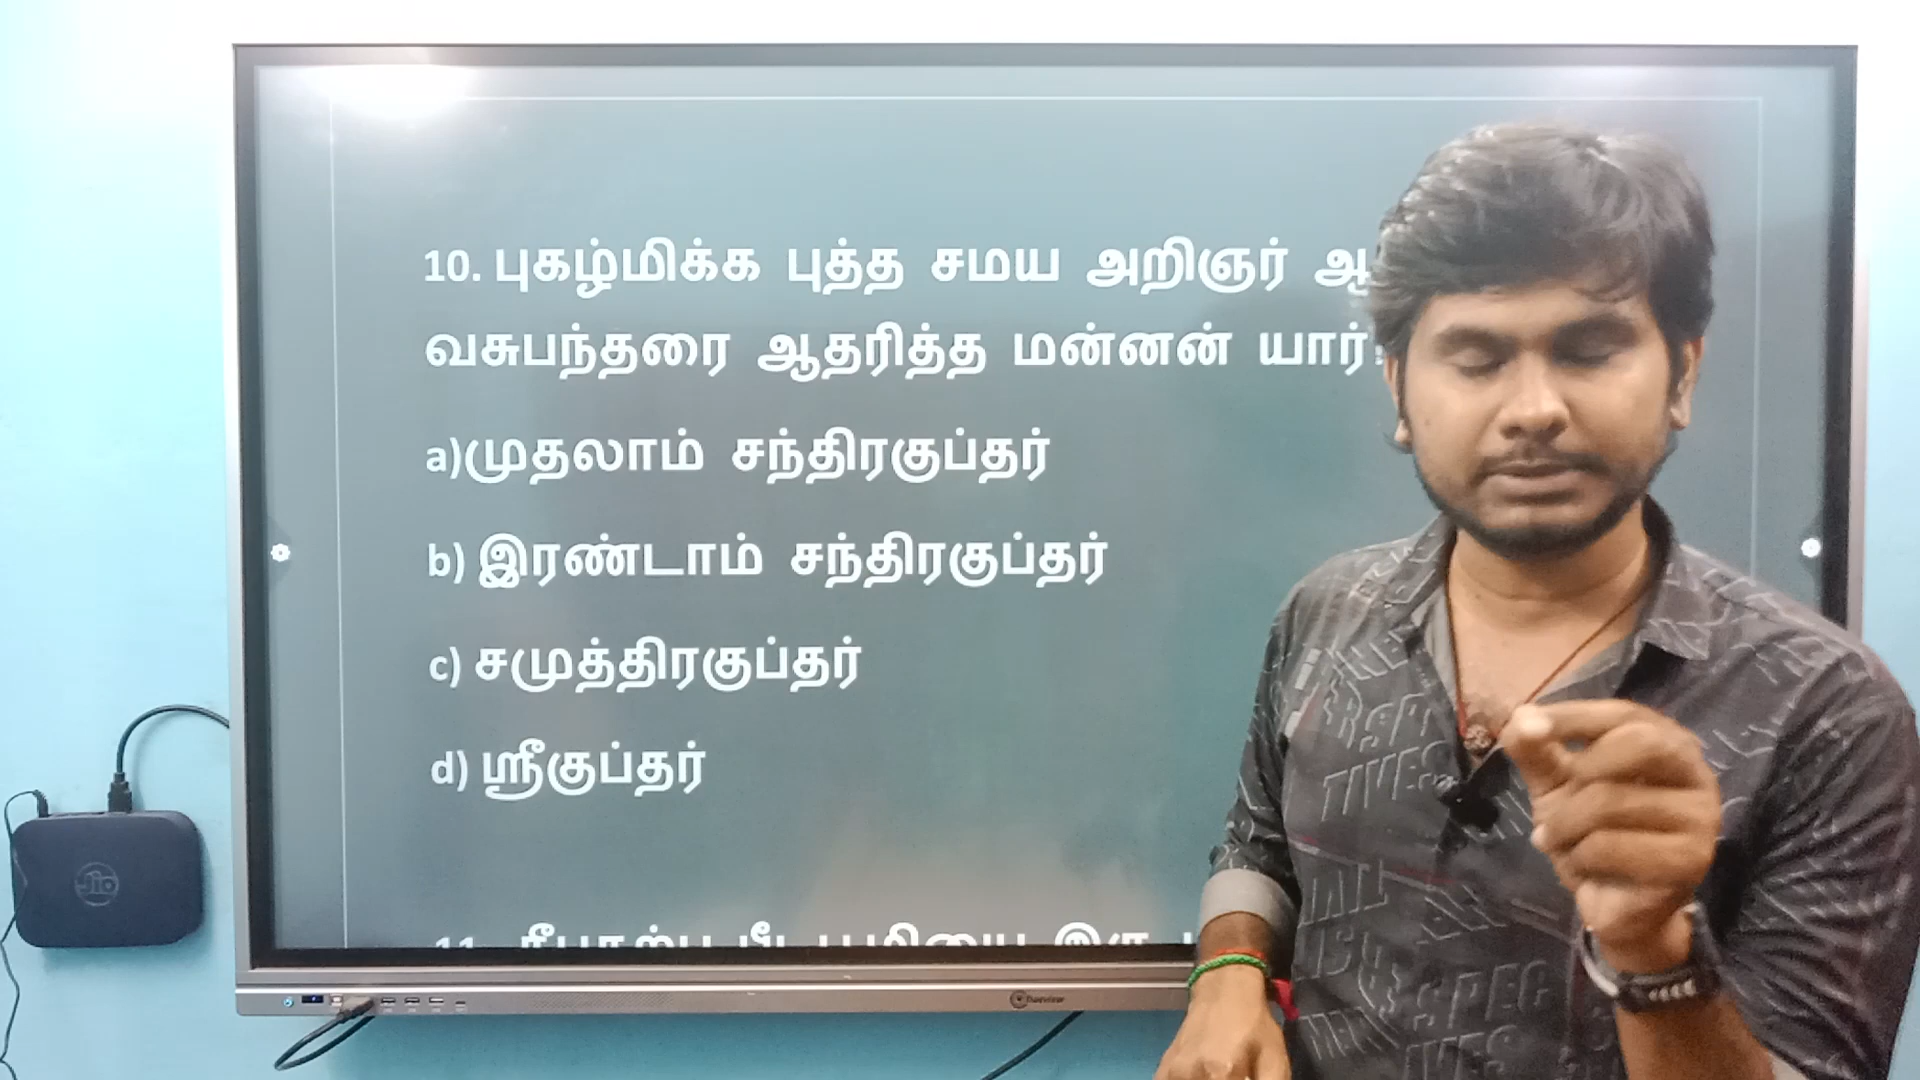 10. புகழ்மிக்க புத்த சமய அறிஞர்
வசுபந்தரை ஆதரித்த மன்னன் யார்
a)முதலாம் சந்திரகுப்தர்
b) இரண்டாம் சந்திரகுப்தர்
c) சமுத்திரகுப்தர்
d) ஸ்ரீகுப்தர்
Jio